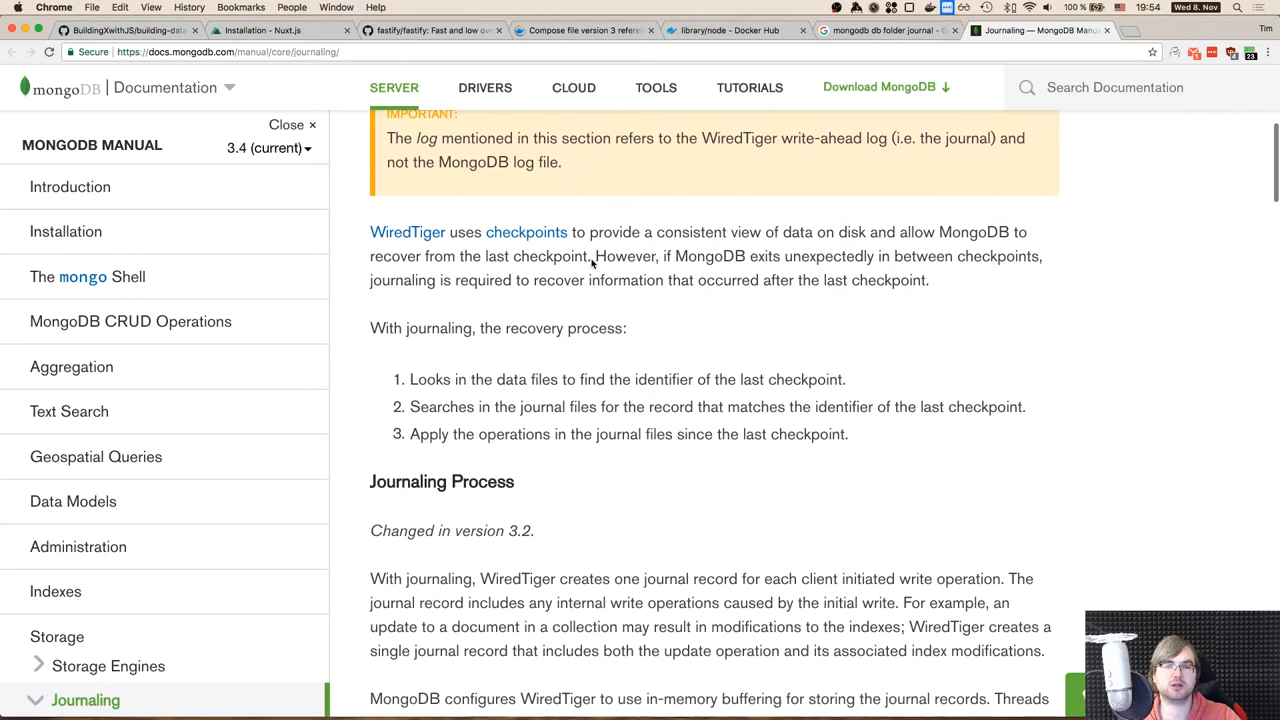 Chrome File Edit View History Bookmarks People Window Help 100 % 19:54 Wed 8. Nov
BuildingXwithJS/building-dat Installation - Nuxt.js fastify/fastify: Fast and low ov Compose file version 3 refere library/node - Docker Hub mongodb db folder journal - G Journaling — MongoDB Manu Tim
Secure https://docs.mongodb.com/manual/core/journaling/ 4 23
mongoDB Documentation SERVER DRIVERS CLOUD TOOLS TUTORIALS Download MongoDB Search Documentation
Close ×
MONGODB MANUAL
3.4 (current)
Introduction
Installation
The mongo Shell
MongoDB CRUD Operations
Aggregation
Text Search
Geospatial Queries
Data Models
Administration
Indexes
Storage
Storage Engines
Journaling
IMPORTANT:
The log mentioned in this section refers to the WiredTiger write-ahead log (i.e. the journal) and
not the MongoDB log file.
WiredTiger uses checkpoints to provide a consistent view of data on disk and allow MongoDB to
recover from the last checkpoint. However, if MongoDB exits unexpectedly in between checkpoints,
journaling is required to recover information that occurred after the last checkpoint.
With journaling, the recovery process:
1. Looks in the data files to find the identifier of the last checkpoint.
2. Searches in the journal files for the record that matches the identifier of the last checkpoint.
3. Apply the operations in the journal files since the last checkpoint.
Journaling Process
Changed in version 3.2.
With journaling, WiredTiger creates one journal record for each client initiated write operation. The
journal record includes any internal write operations caused by the initial write. For example, an
update to a document in a collection may result in modifications to the indexes; WiredTiger creates a
single journal record that includes both the update operation and its associated index modifications.
MongoDB configures WiredTiger to use in-memory buffering for storing the journal records. Threads